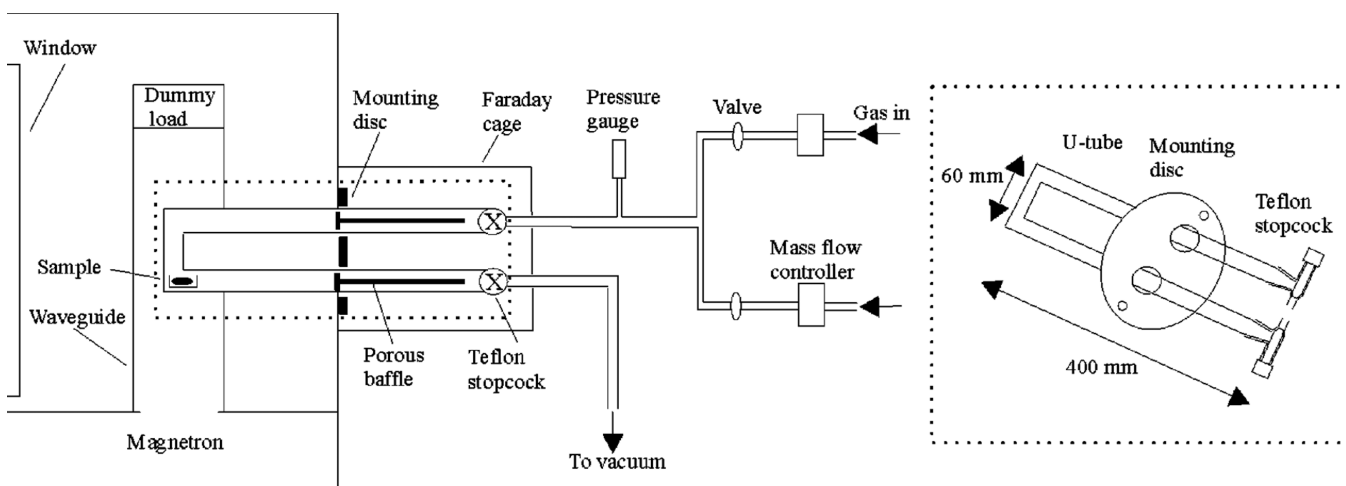 Window
Dummy
load
Mounting
disc
Faraday
cage
Pressure
gauge
Valve
Gas in
Sample
Waveguide
X
X
Mass flow
controller
Porous
baffle
Teflon
stopcock
Magnetron
To vacuum
U-tube
Mounting
disc
60 mm
Teflon
stopcock
400 mm